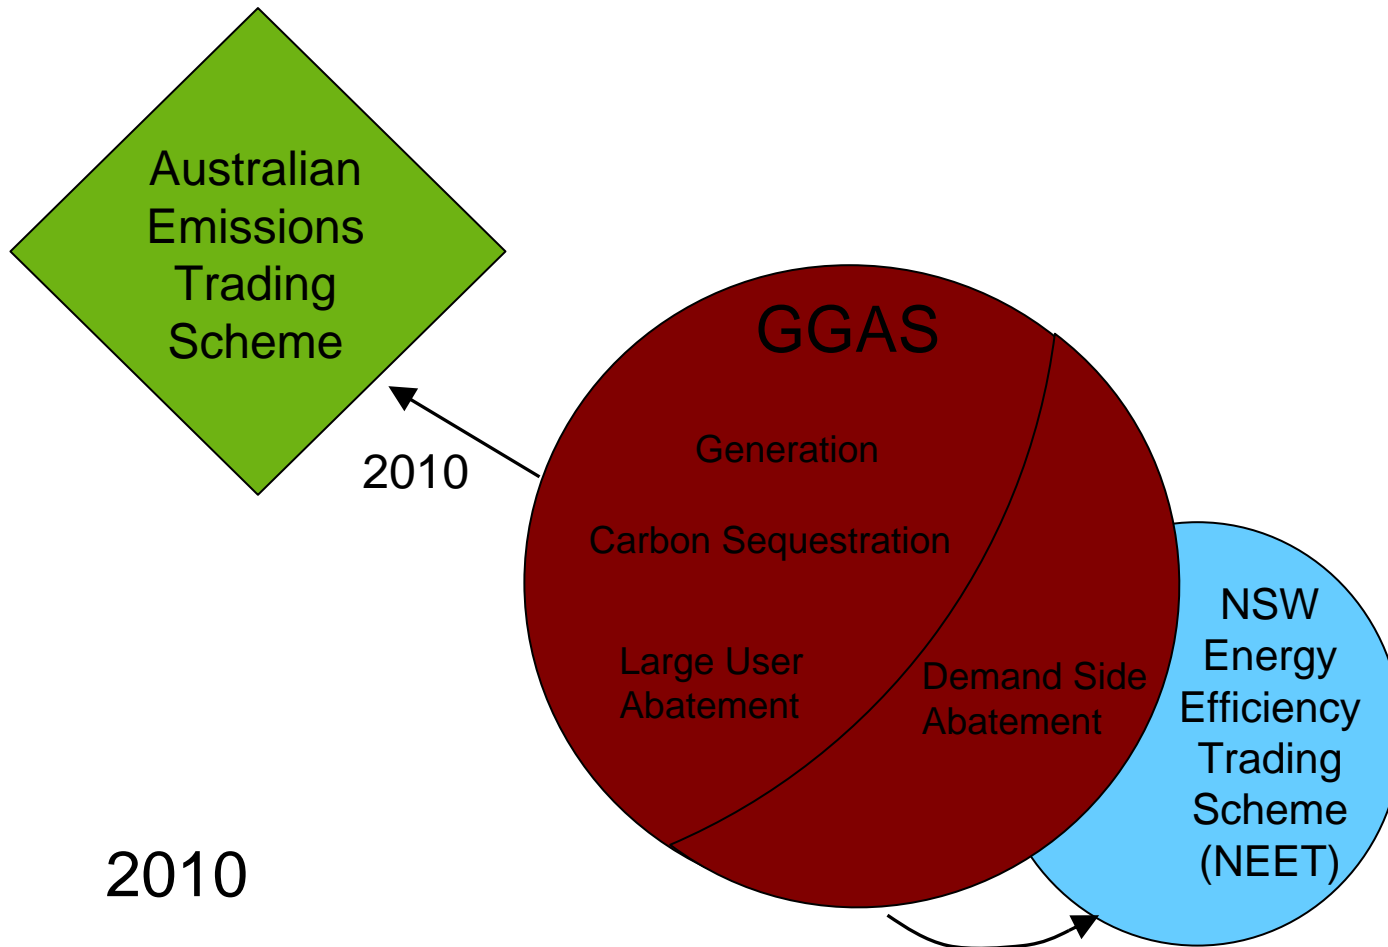 Australian
Emissions
Trading
Scheme
GGAS
2010
Generation
Carbon Sequestration
Large User
Abatement
Demand Side
Abatement
NSW
Energy
Efficiency
Trading
Scheme
(NEET)
2010